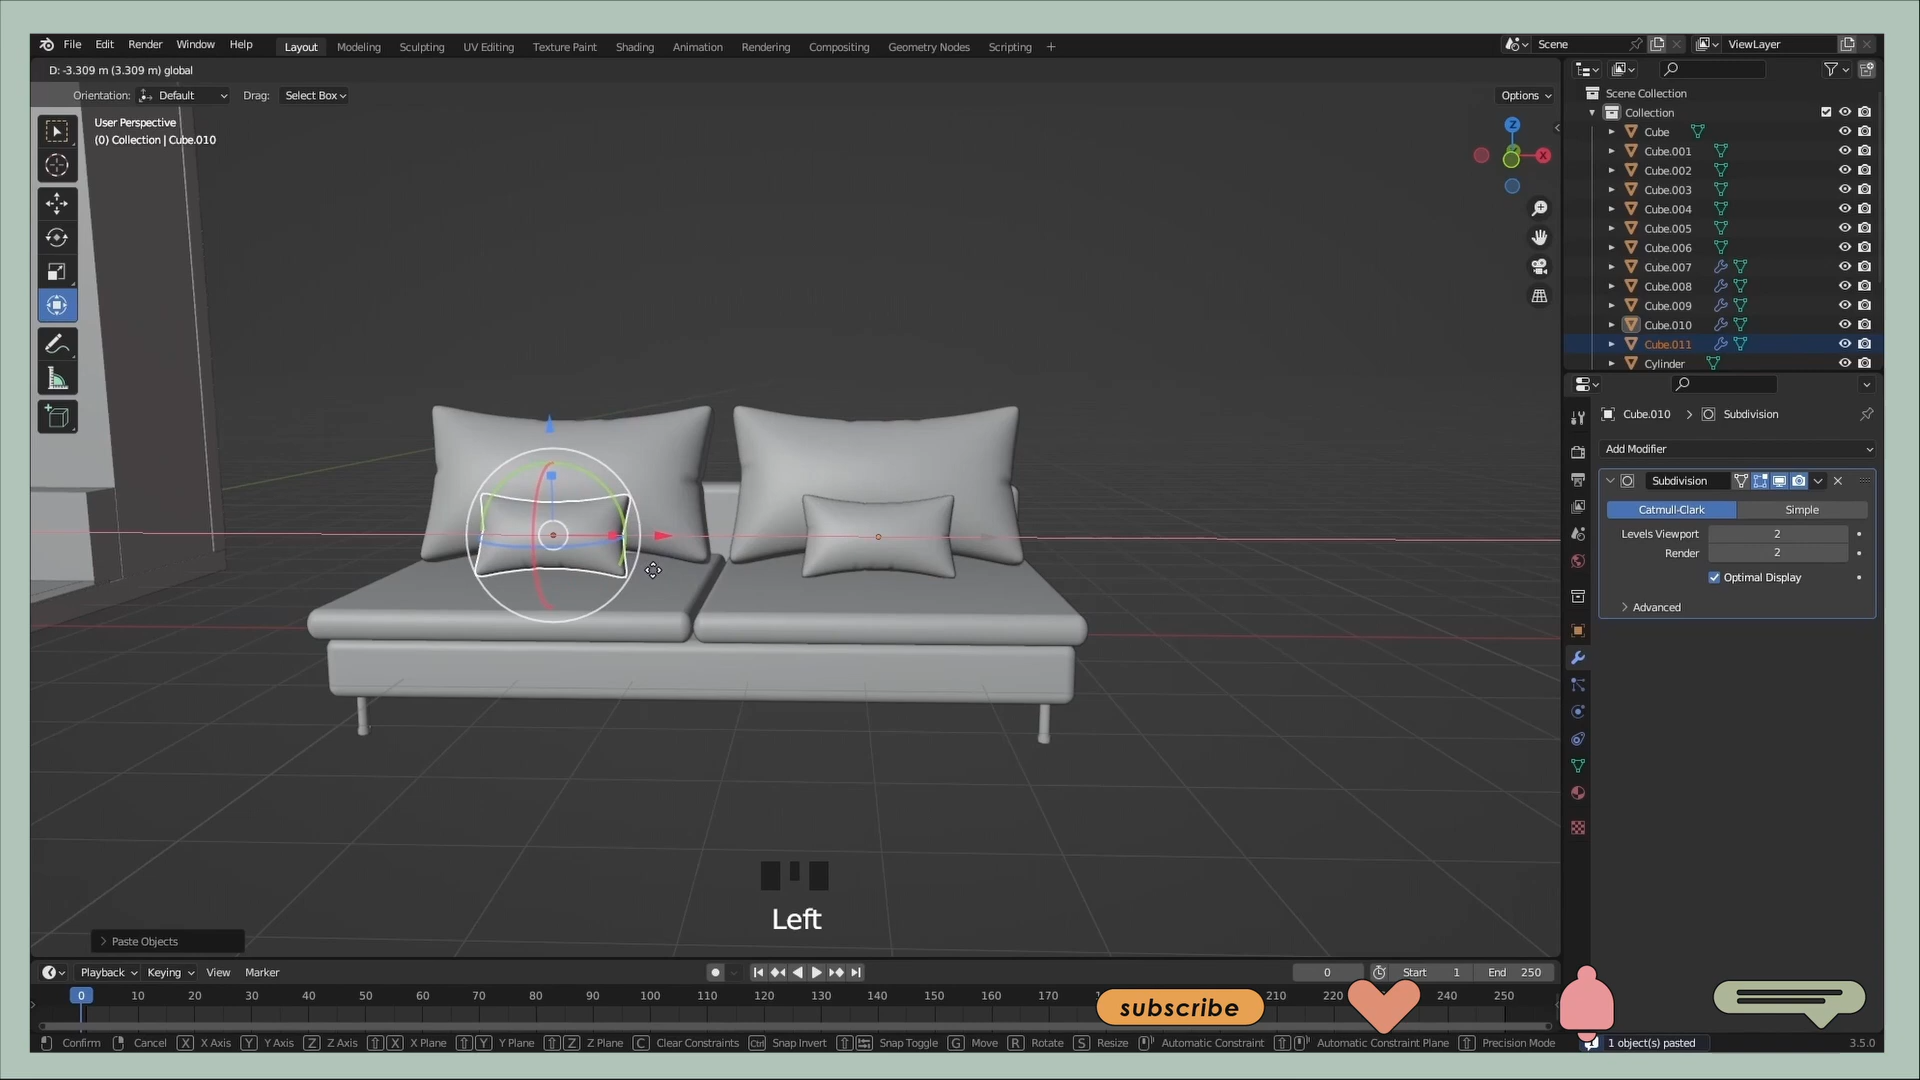 File Edit Render Window Help Layout Modeling Sculpting UV Editing Texture Paint Shading Animation Rendering Compositing Geometry Nodes Scripting + Scene ViewLayer
D: -3.309 m (3.309 m) global
Orientation: Default Drag: Select Box Options
User Perspective
(0) Collection | Cube.010
Z
X
Scene Collection
Collection
Cube
Cube.001
Cube.002
Cube.003
Cube.004
Cube.005
Cube.006
Cube.007
Cube.008
Cube.009
Cube.010
Cube.011
Cylinder
Cube.010 > Subdivision
Add Modifier
Subdivision
Catmull-Clark Simple
Levels Viewport 2
Render 2
Optimal Display
Advanced
Left
Paste Objects
Playback Keying View Marker 0 Start 1 End 250
0 10 20 30 40 50 60 70 80 90 100 110 120 130 140 150 160 170 210 220 240 250
subscribe
Confirm Cancel X X Axis Y Y Axis Z Z Axis X X Plane Y Y Plane Z Z Plane C Clear Constraints Ctrl Snap Invert Snap Toggle G Move R Rotate S Resize Automatic Constraint Automatic Constraint Plane Precision Mode 1 object(s) pasted 3.5.0